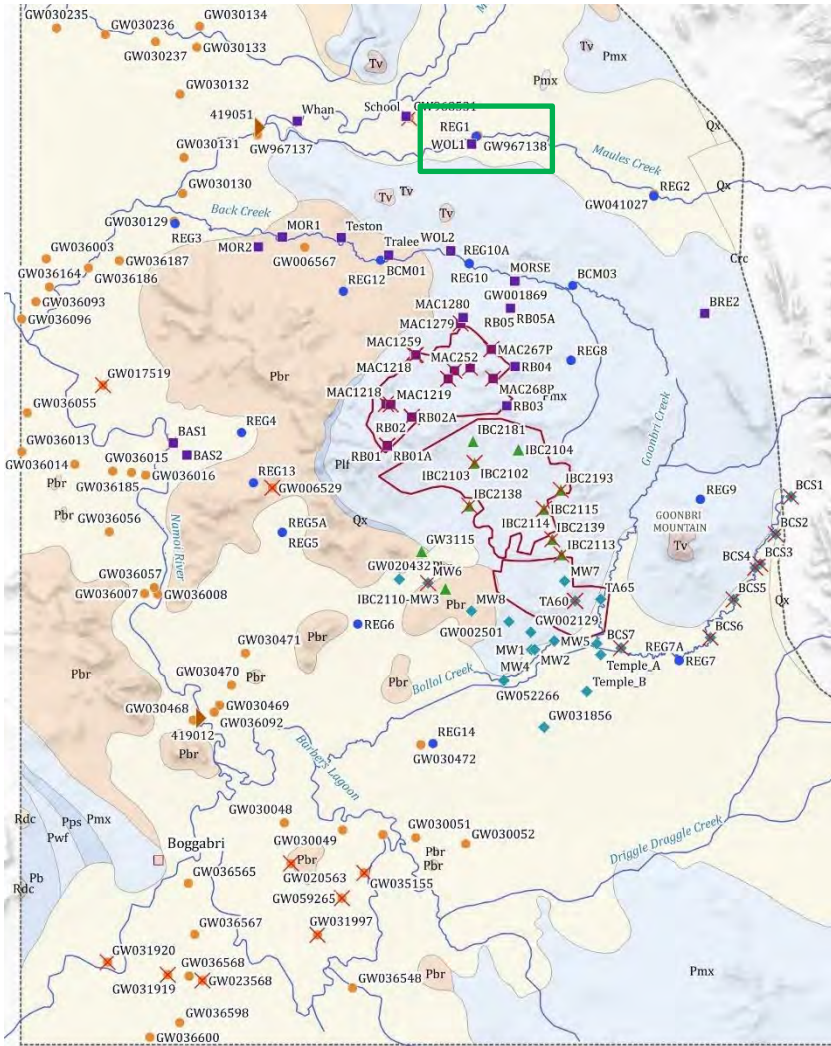 GW030235
GW030134
GW030236
GW030237
GW030133
Tv
Tv
Pmx
Pmx
GW030132
419051
Whan
School
GW968531
REG1
Qx
GW030131
GW967137
WOL1
GW967138
Maules Creek
GW030130
Tv
Tv
REG2
Qx
GW041027
Back Creek
Tv
GW030129
REG3
MOR1
Teston
WOL2
GW036003
MOR2
Tralee
REG10A
Crc
GW036187
GW006567
BCM01
REG10
MORSE
BCM03
GW036164
GW036186
REG12
GW001869
BRE2
GW036093
MAC1280
RB05
RB05A
GW036096
MAC1279
MAC1259
MAC267P
REG8
MAC1218
MAC252
RB04
GW017519
Pbr
MAC268P
MAC1218
MAC1219
Pmx
GW036055
RB02A
RB03
REG4
RB02
Goonbri Creek
BAS1
IBC2181
GW036013
BAS2
RB01
RB01A
IBC2104
GW036014
GW036015
Plf
IBC2103
IBC2102
Pbr
GW036185
GW036016
REG13
IBC2193
BCS1
GW006529
IBC2138
REG9
Pbr
IBC2115
GW036056
REG5A
Qx
IBC2114
IBC2139
GOONBRI
MOUNTAIN
BCS2
Namoi River
REG5
GW3115
IBC2113
Tv
BCS4
BCS3
GW036057
GW020432
MW6
MW7
TA65
BCS5
Qx
GW036007
GW036008
IBC2110-MW3
Pbr
MW8
TA60
REG6
GW002129
BCS6
GW030471
Pbr
GW002501
BCS7
REG7A
Pbr
MW5
GW030470
Pbr
Bollol Creek
MW1
MW2
Temple_A
REG7
MW4
Pbr
Temple_B
GW030468
GW030469
GW052266
GW036092
GW031856
419012
REG14
Pbr
Barbers Lagoon
GW030472
Rdc
Pps
Pmx
GW030048
Pwf
GW030051
GW030052
Boggabri
GW030049
Pbr
Pbr
Pbr
Driggle Draggle Creek
Pb
GW020563
Rdc
GW036565
GW035155
GW059265
GW036567
GW031997
GW031920
GW036568
GW031919
GW023568
GW036548
Pbr
Pmx
GW036598
GW036600